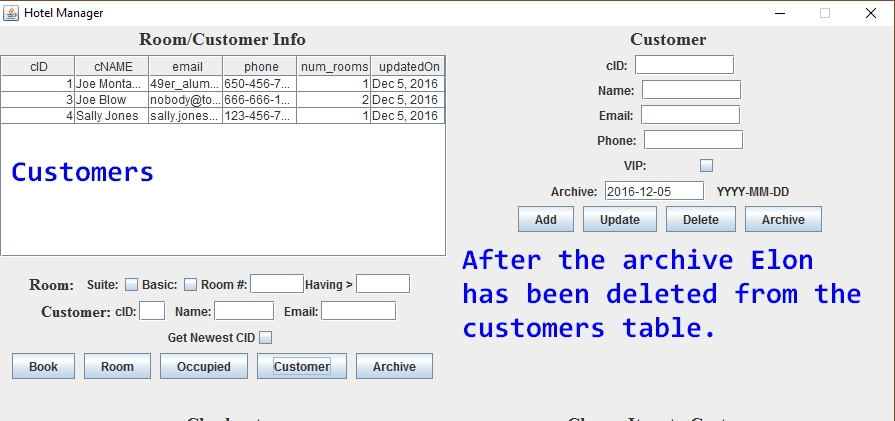 Hotel Manager
Room/Customer Info
cID cNAME email phone num_rooms updatedOn
1 Joe Monta... 49er_alum... 650-456-7... 1 Dec 5, 2016
3 Joe Blow nobody@to... 666-666-1... 2 Dec 5, 2016
4 Sally Jones sally.jones... 123-456-7... 1 Dec 5, 2016
Customers
Room: Suite: Basic: Room #: Having >
Customer: cID: Name: Email:
Get Newest CID
Book Room Occupied Customer Archive
Customer
cID:
Name:
Email:
Phone:
VIP:
Archive: 2016-12-05 YYYY-MM-DD
Add Update Delete Archive
After the archive Elon
has been deleted from the
customers table.